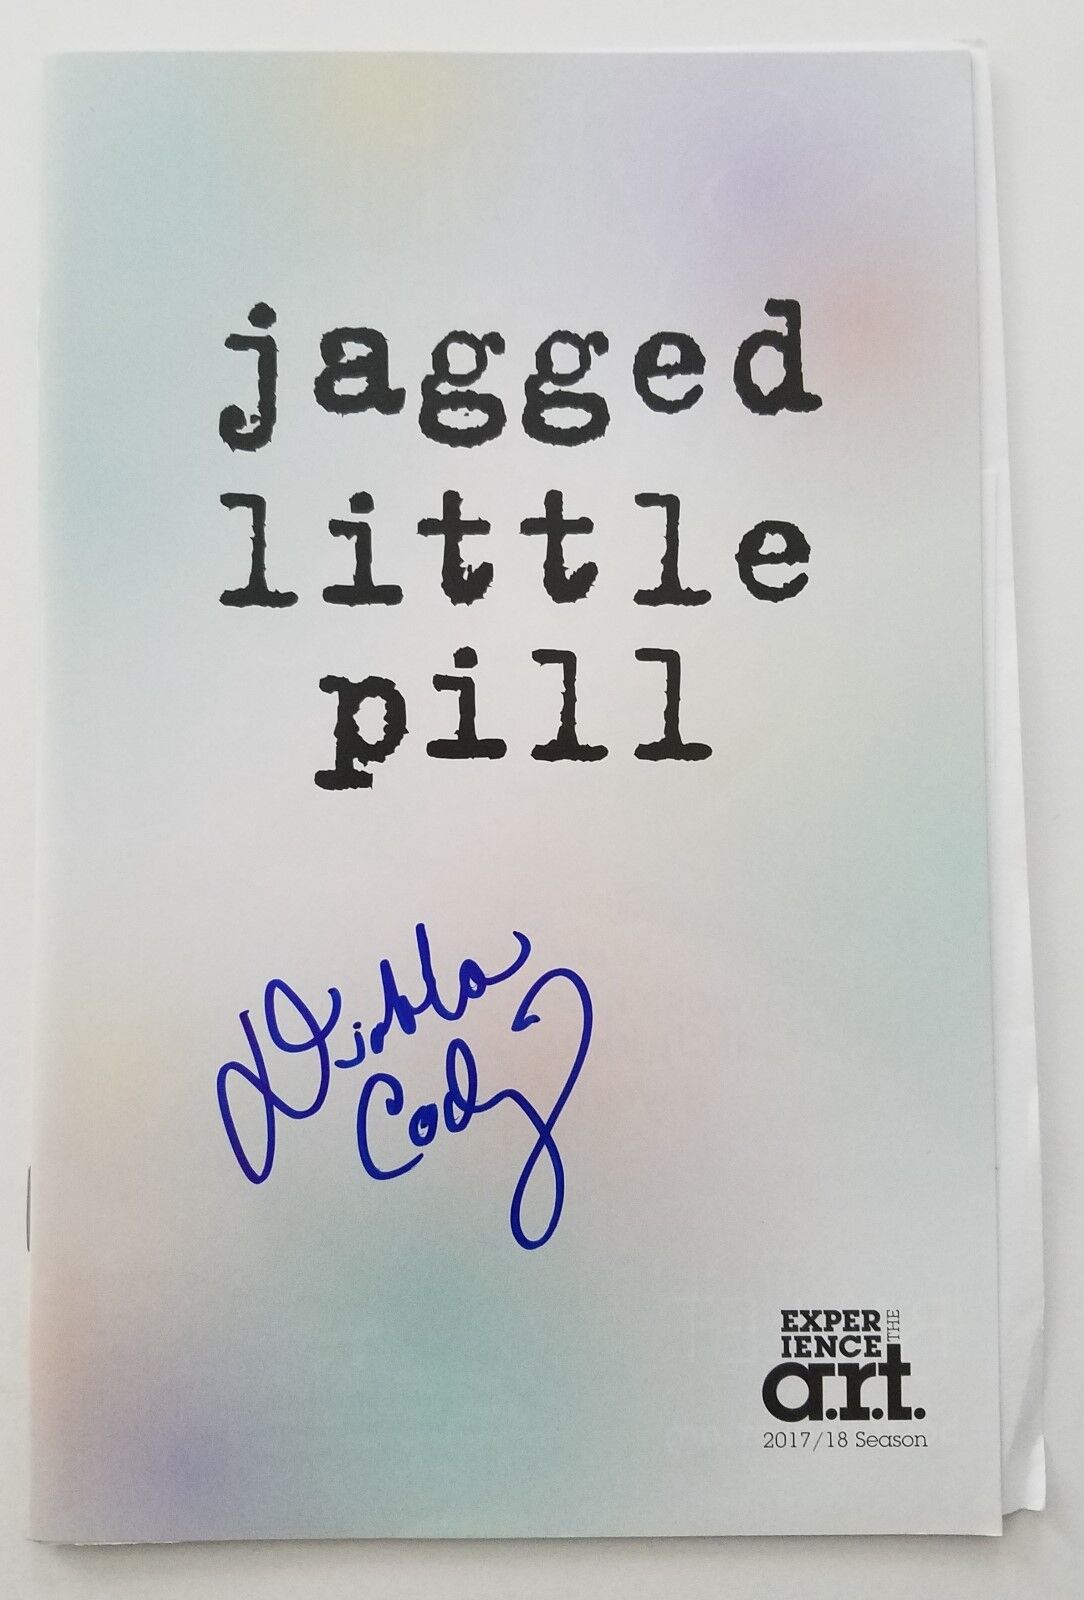 jagged
little
pill
Diablo
Cody
EXPER
IENCE
THE
a.r.t.
2017/18 Season